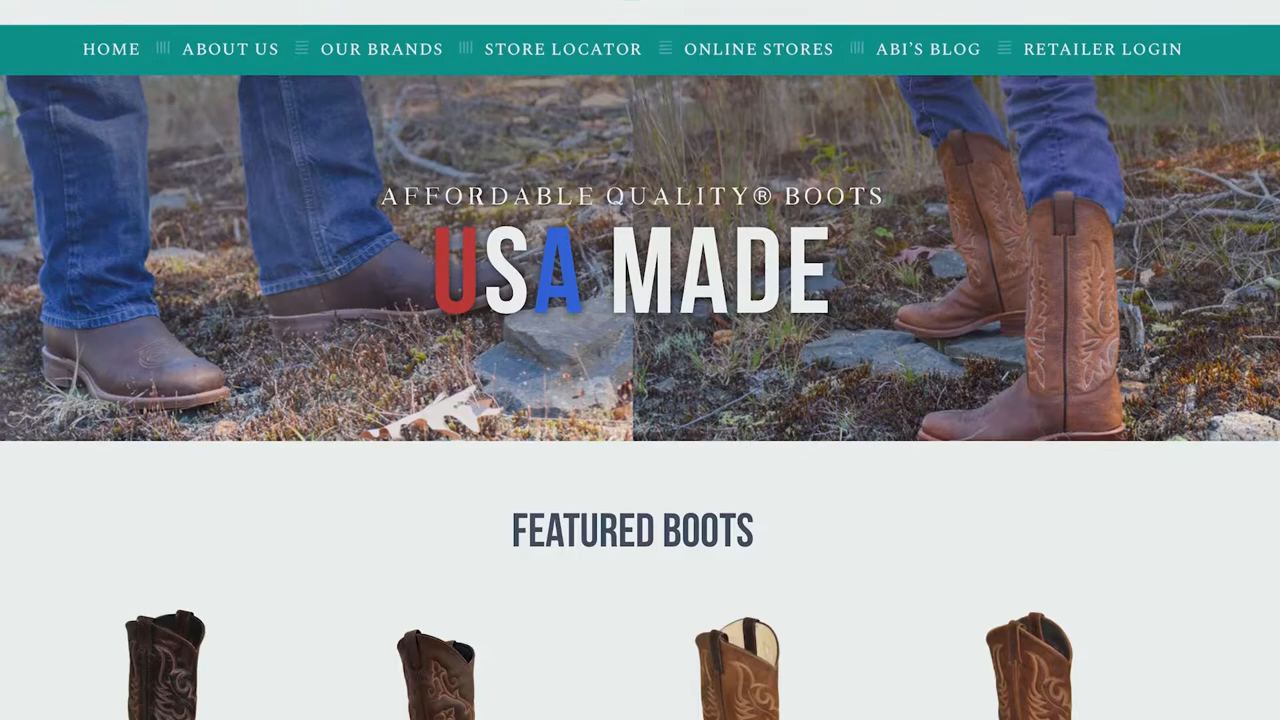 HOME ABOUT US OUR BRANDS STORE LOCATOR ONLINE STORES ABI'S BLOG RETAILER LOGIN
AFFORDABLE QUALITY® BOOTS
USA MADE
FEATURED BOOTS